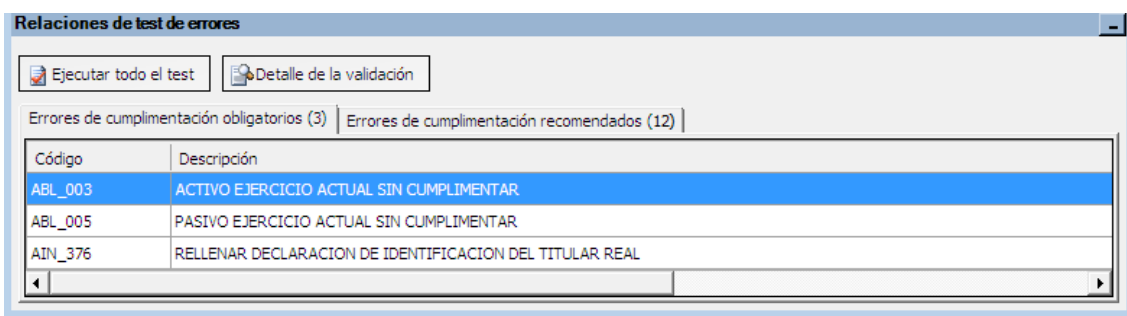 Relaciones de test de errores
Ejecutar todo el test Detalle de la validación
Errores de cumplimentación obligatorios (3) Errores de cumplimentación recomendados (12)
Código Descripción
ABL_003 ACTIVO EJERCICIO ACTUAL SIN CUMPLIMENTAR
ABL_005 PASIVO EJERCICIO ACTUAL SIN CUMPLIMENTAR
AIN_376 RELLENAR DECLARACION DE IDENTIFICACION DEL TITULAR REAL